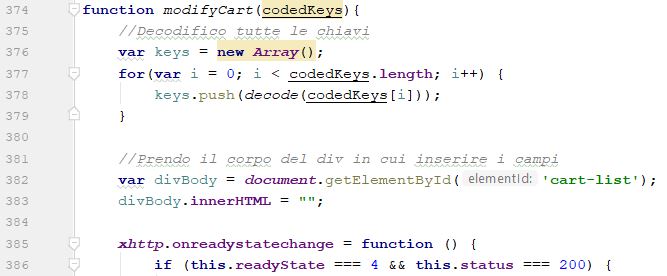 374 function modifyCart(codedKeys){
375 //Decodifico tutte le chiavi
376 var keys = new Array();
377 for(var i = 0; i < codedKeys.length; i++) {
378 keys.push(decode(codedKeys[i]));
379 }
380
381 //Prendo il corpo del div in cui inserire i campi
382 var divBody = document.getElementById( elementId: 'cart-list');
383 divBody.innerHTML = "";
384
385 xhttp.onreadystatechange = function () {
386 if (this.readyState === 4 && this.status === 200) {